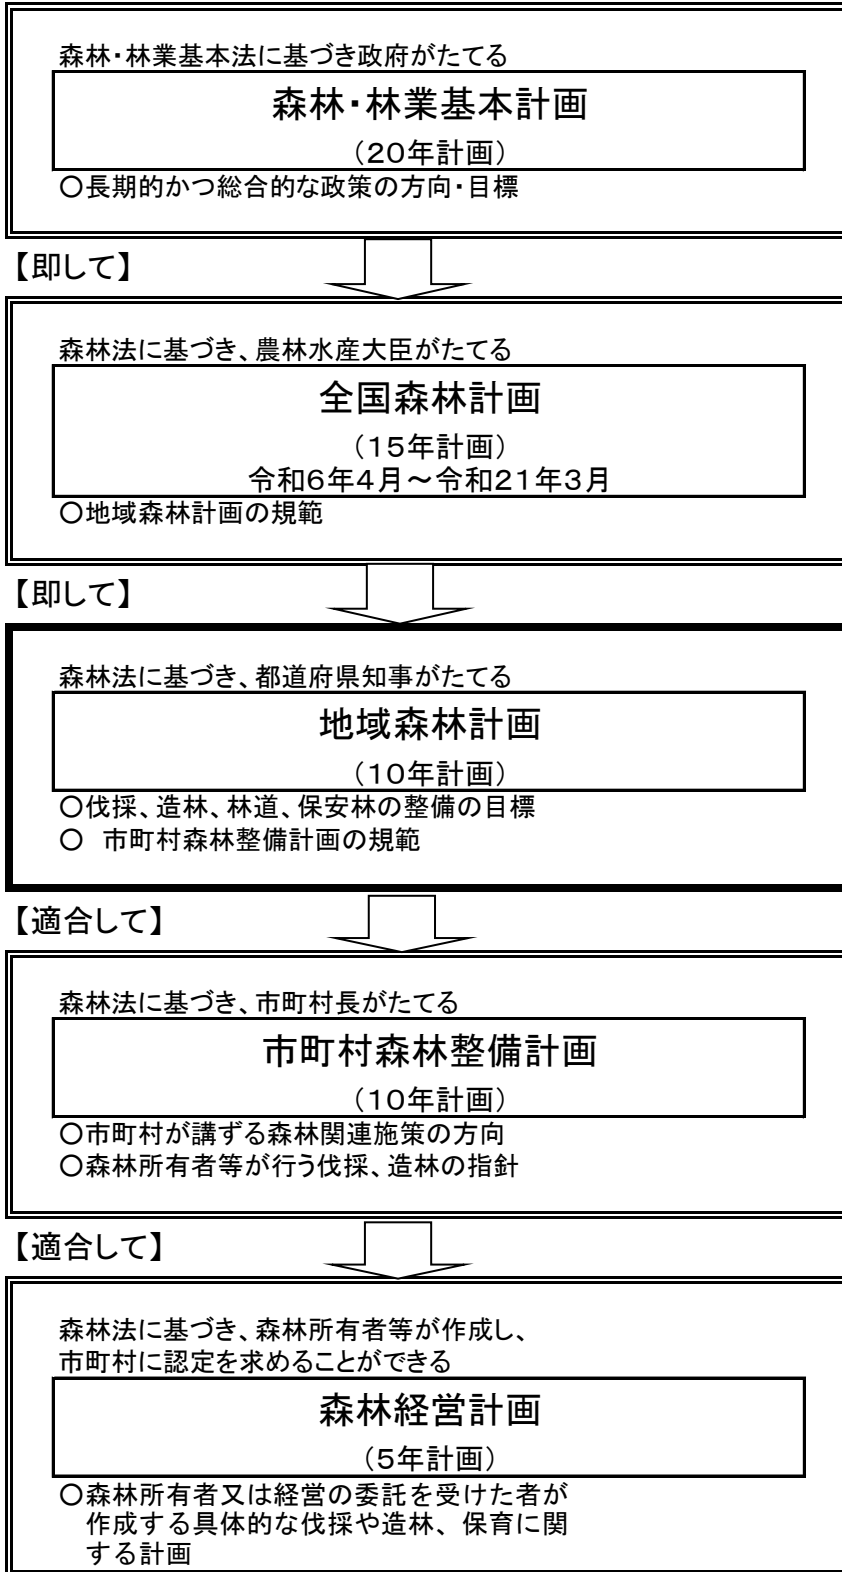 森林・林業基本法に基づき政府がたてる
森林・林業基本計画
（20年計画）
○長期的かつ総合的な政策の方向・目標
【即して】
森林法に基づき、農林水産大臣がたてる
全国森林計画
（15年計画）
令和6年4月～令和21年3月
○地域森林計画の規範
【即して】
森林法に基づき、都道府県知事がたてる
地域森林計画
（10年計画）
○伐採、造林、林道、保安林の整備の目標
○　市町村森林整備計画の規範
【適合して】
森林法に基づき、市町村長がたてる
市町村森林整備計画
（10年計画）
○市町村が講ずる森林関連施策の方向
○森林所有者等が行う伐採、造林の指針
【適合して】
森林法に基づき、森林所有者等が作成し、
市町村に認定を求めることができる
森林経営計画
（5年計画）
○森林所有者又は経営の委託を受けた者が
作成する具体的な伐採や造林、保育に関
する計画